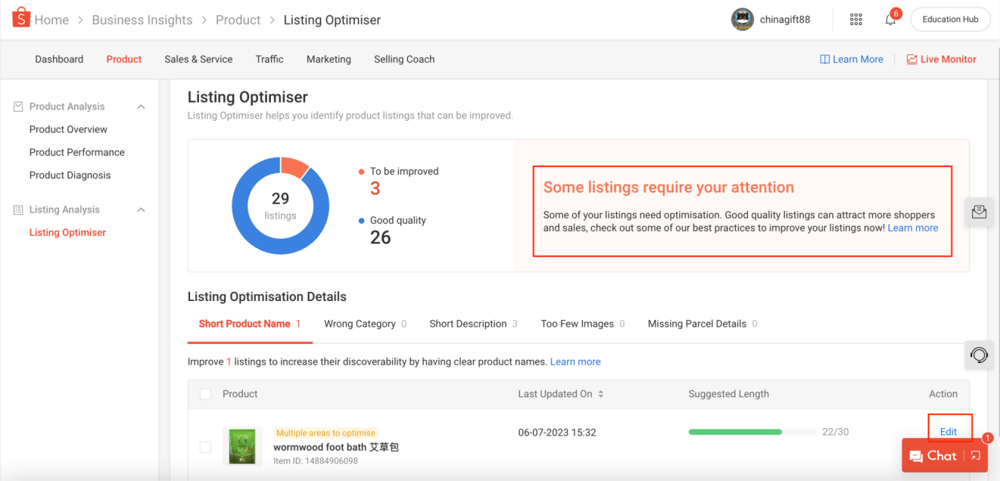 Home > Business Insights > Product > Listing Optimiser
chinagift88
6
Education Hub
Dashboard
Product
Sales & Service
Traffic
Marketing
Selling Coach
Learn More
Live Monitor
Product Analysis
Product Overview
Product Performance
Product Diagnosis
Listing Analysis
Listing Optimiser
Listing Optimiser
Listing Optimiser helps you identify product listings that can be improved.
29
listings
To be improved
3
Good quality
26
Some listings require your attention
Some of your listings need optimisation. Good quality listings can attract more shoppers
and sales, check out some of our best practices to improve your listings now! Learn more
Listing Optimisation Details
Short Product Name 1
Wrong Category 0
Short Description 3
Too Few Images 0
Missing Parcel Details 0
Improve 1 listings to increase their discoverability by having clear product names. Learn more
Product
Last Updated On
Suggested Length
Action
Multiple areas to optimise
wormwood foot bath 艾草包
Item ID: 14884906098
06-07-2023 15:32
22/30
Edit
Chat
1